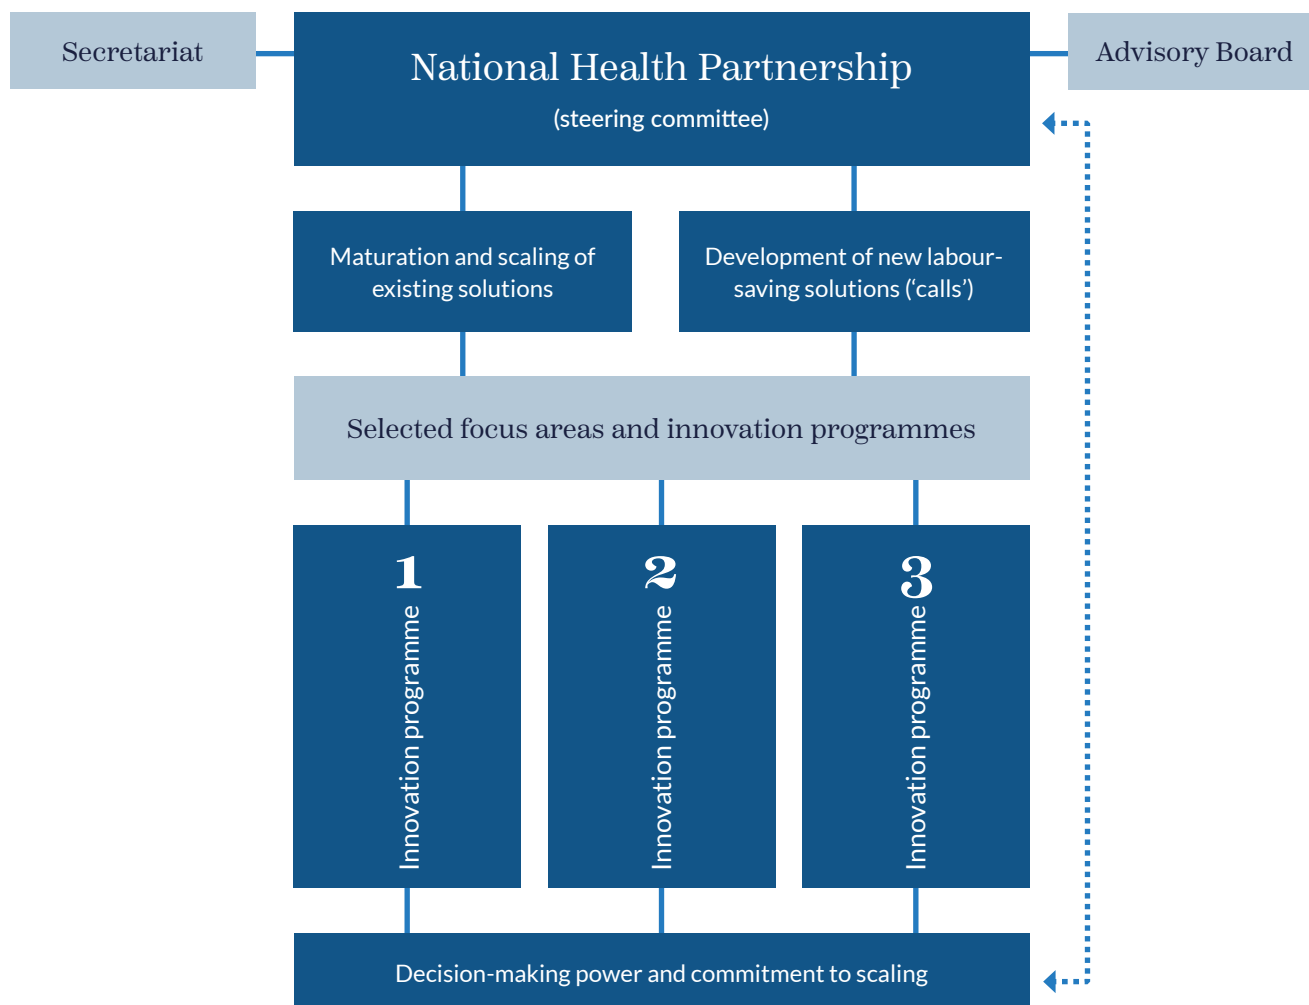 Secretariat
National Health Partnership
(steering committee)
Advisory Board
Maturation and scaling of
existing solutions
Development of new labour-
saving solutions (‘calls’)
Selected focus areas and innovation programmes
1
Innovation programme
2
Innovation programme
3
Innovation programme
Decision-making power and commitment to scaling